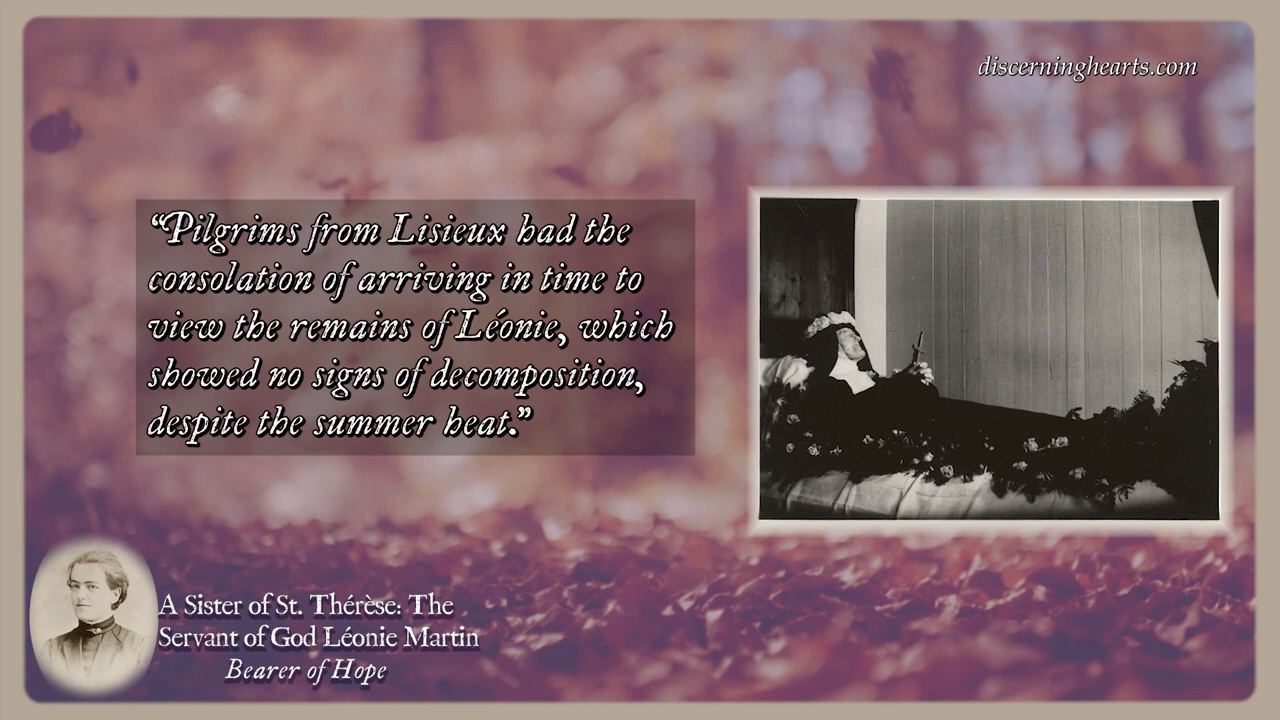 discerninghearts.com
“Pilgrims from Lisieux had the
consolation of arriving in time to
view the remains of Léonie, which
showed no signs of decomposition,
despite the summer heat.”
A Sister of St. Thérèse: The
Servant of God Léonie Martin
Bearer of Hope